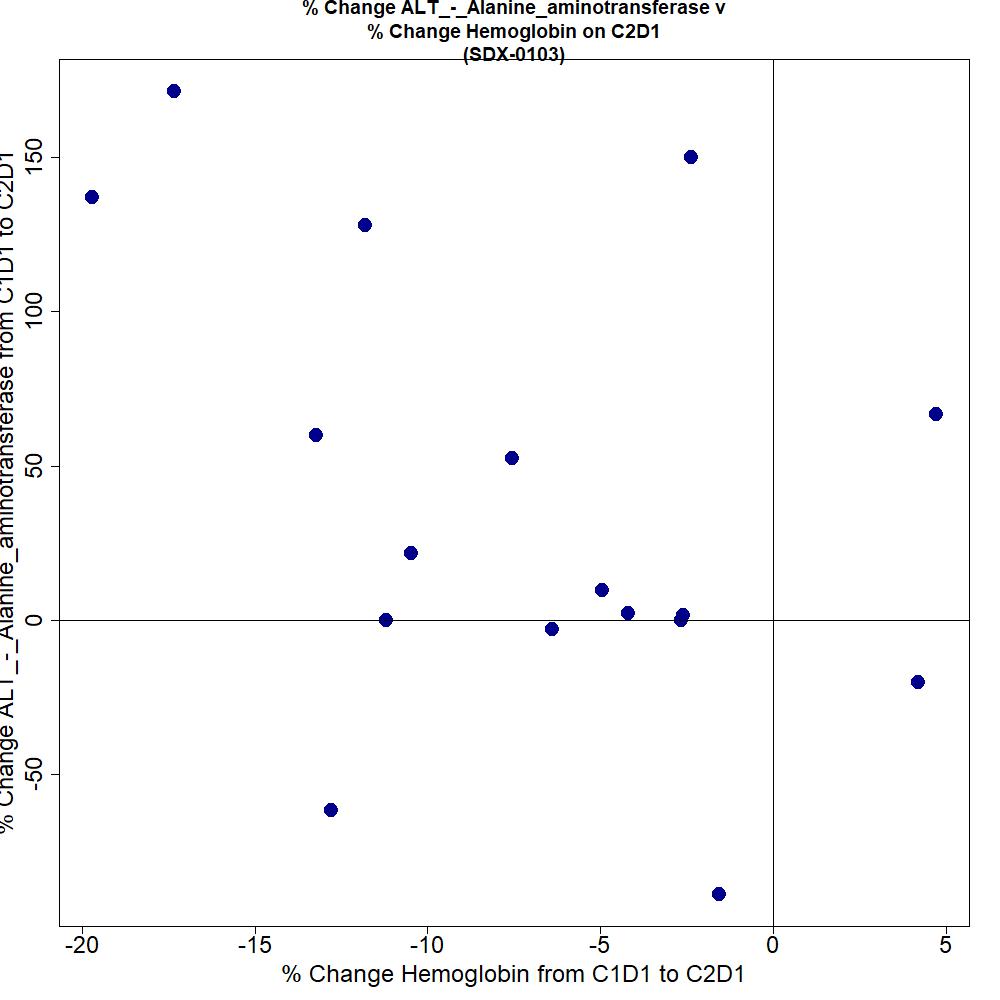 % Change ALT_-_Alanine_aminotransferase v
% Change Hemoglobin on C2D1
(SDX-0103)
% Change ALT_-_Alanine_aminotransferase from C1D1 to C2D1
150
100
50
0
-50
-20
-15
-10
-5
0
5
% Change Hemoglobin from C1D1 to C2D1